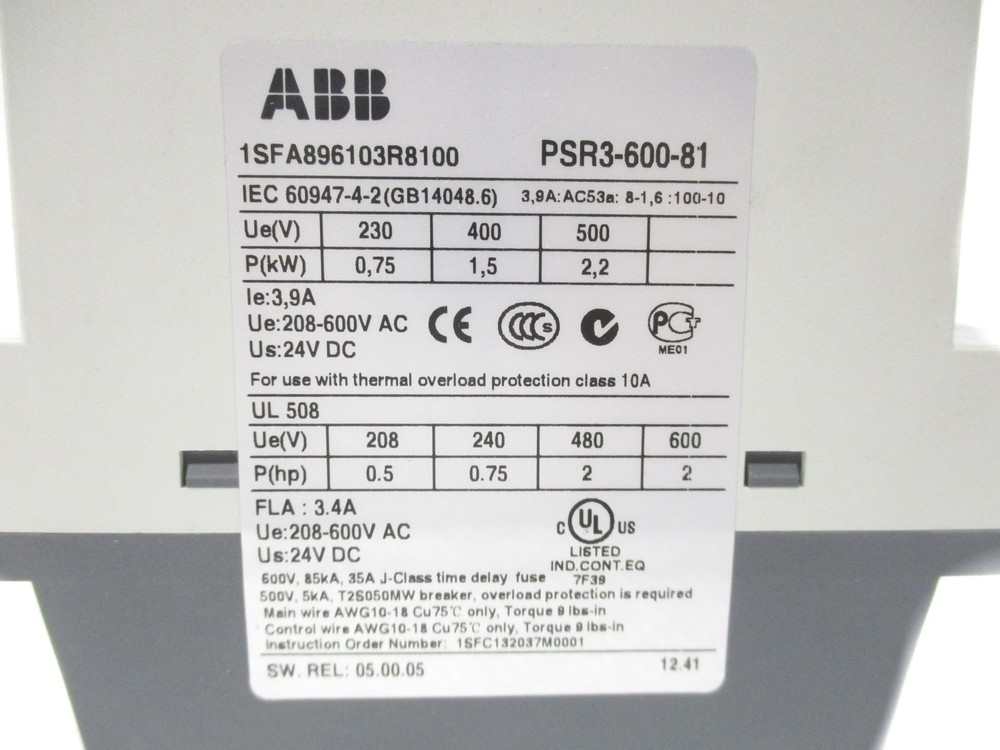 ABB
1SFA896103R8100 PSR3-600-81
IEC 60947-4-2(GB14048.6) 3,9A:AC53a: 8-1,6 :100-10
Ue(V) 230 400 500
P(kW) 0,75 1,5 2,2
Ie:3,9A
Ue:208-600V AC
Us:24V DC
CE CCC S PCT
ME01
For use with thermal overload protection class 10A
UL 508
Ue(V) 208 240 480 600
P(hp) 0.5 0.75 2 2
FLA : 3.4A
Ue:208-600V AC
Us:24V DC
C UL US
LISTED
IND.CONT.EQ
7F39
600V, 85kA, 35A J-Class time delay fuse
500V, 5kA, T2S050MW breaker, overload protection is required
Main wire AWG10-18 Cu75℃ only, Torque 9 lbs-in
Control wire AWG10-18 Cu75℃ only, Torque 9 lbs-in
Instruction Order Number: 1SFC132037M0001
SW. REL: 05.00.05 12.41